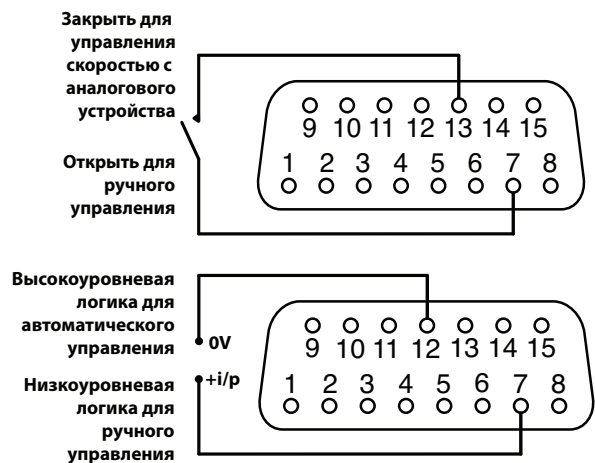 Закрыть для
управления
скоростью с
аналогового
устройства
Открыть для
ручного
управления
9 10 11 12 13 14 15
1 2 3 4 5 6 7 8
Высокоуровневая
логика для
автоматического
управления
0V
+i/p
Низкоуровневая
логика для
ручного
управления
9 10 11 12 13 14 15
1 2 3 4 5 6 7 8